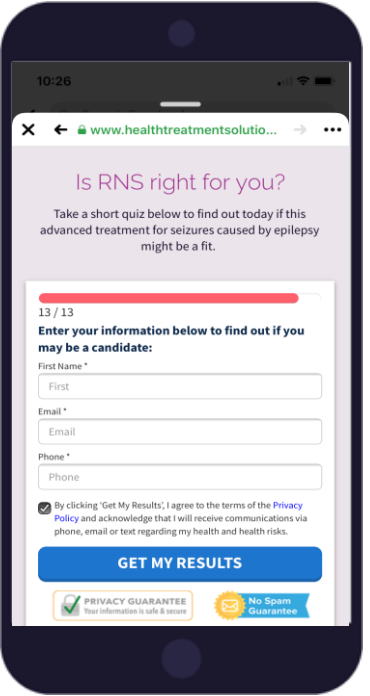 10:26
www.healthtreatmentsolutio...
Is RNS right for you?
Take a short quiz below to find out today if this
advanced treatment for seizures caused by epilepsy
might be a fit.
13 / 13
Enter your information below to find out if you
may be a candidate:
First Name *
First
Email *
Email
Phone *
Phone
By clicking 'Get My Results', I agree to the terms of the Privacy
Policy and acknowledge that I will receive communications via
phone, email or text regarding my health and health risks.
GET MY RESULTS
PRIVACY GUARANTEE
Your information is safe & secure
No Spam
Guarantee